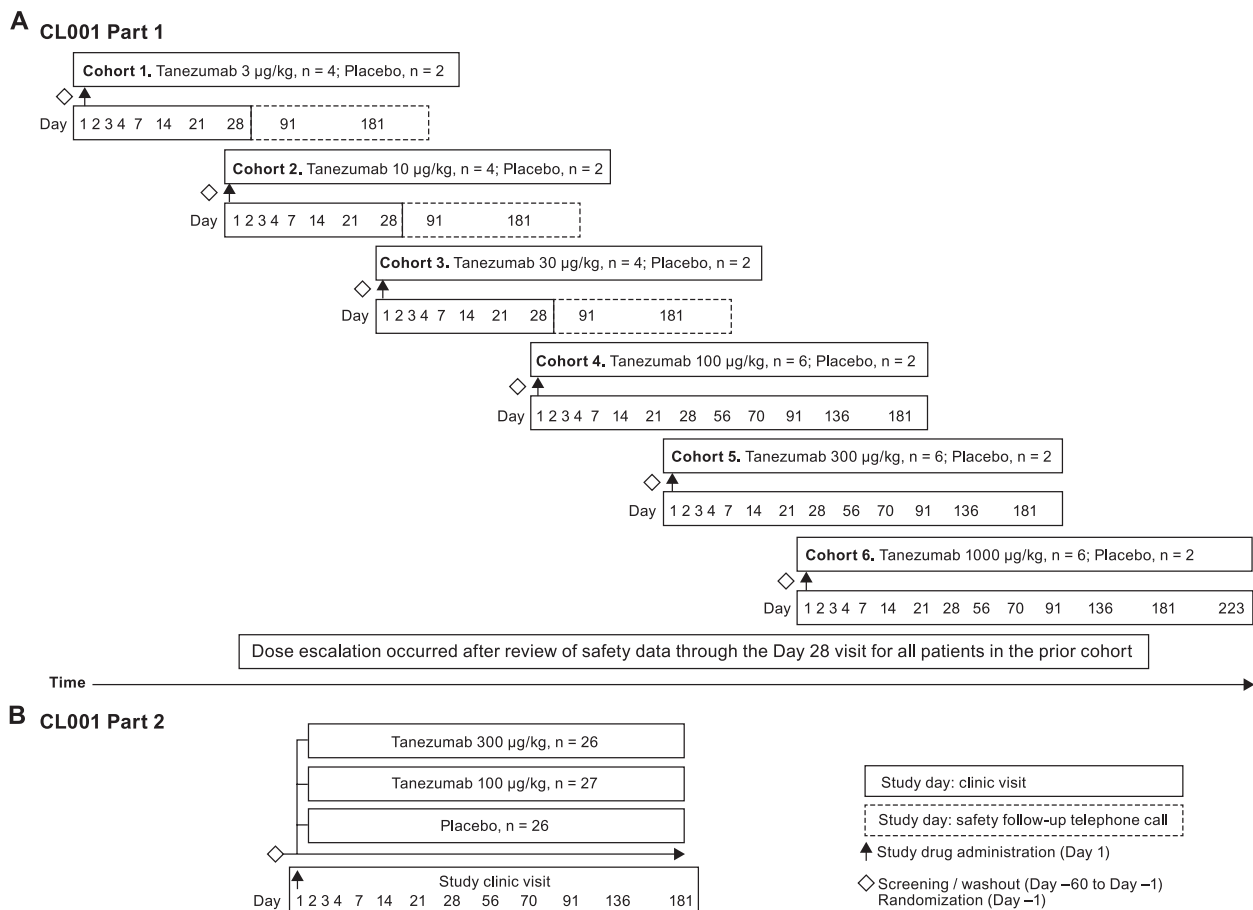 A CL001 Part 1
Cohort 1. Tanezumab 3 µg/kg, n = 4; Placebo, n = 2
Day 1 2 3 4 7 14 21 28 91 181
Cohort 2. Tanezumab 10 µg/kg, n = 4; Placebo, n = 2
Day 1 2 3 4 7 14 21 28 91 181
Cohort 3. Tanezumab 30 µg/kg, n = 4; Placebo, n = 2
Day 1 2 3 4 7 14 21 28 91 181
Cohort 4. Tanezumab 100 µg/kg, n = 6; Placebo, n = 2
Day 1 2 3 4 7 14 21 28 56 70 91 136 181
Cohort 5. Tanezumab 300 µg/kg, n = 6; Placebo, n = 2
Day 1 2 3 4 7 14 21 28 56 70 91 136 181
Cohort 6. Tanezumab 1000 µg/kg, n = 6; Placebo, n = 2
Day 1 2 3 4 7 14 21 28 56 70 91 136 181 223
Dose escalation occurred after review of safety data through the Day 28 visit for all patients in the prior cohort
Time
B CL001 Part 2
Tanezumab 300 µg/kg, n = 26
Tanezumab 100 µg/kg, n = 27
Placebo, n = 26
Study clinic visit
Day 1 2 3 4 7 14 21 28 56 70 91 136 181
Study day: clinic visit
Study day: safety follow-up telephone call
Study drug administration (Day 1)
Screening / washout (Day –60 to Day –1)
Randomization (Day –1)